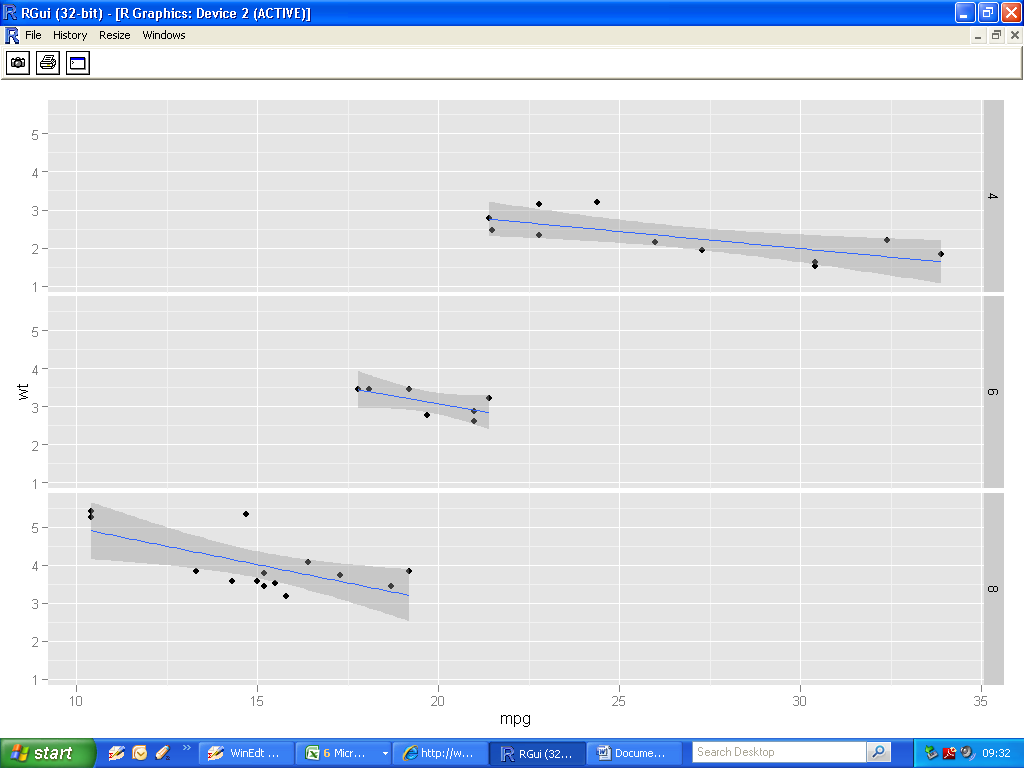 RGui (32-bit) - [R Graphics: Device 2 (ACTIVE)]
File History Resize Windows
5
4
3
2
1
4
wt
5
4
3
2
1
6
5
4
3
2
1
8
10 15 20 25 30 35
mpg
start
WinEdt ...
6 Micr...
http://w...
RGui (32...
Docume...
Search Desktop
09:32